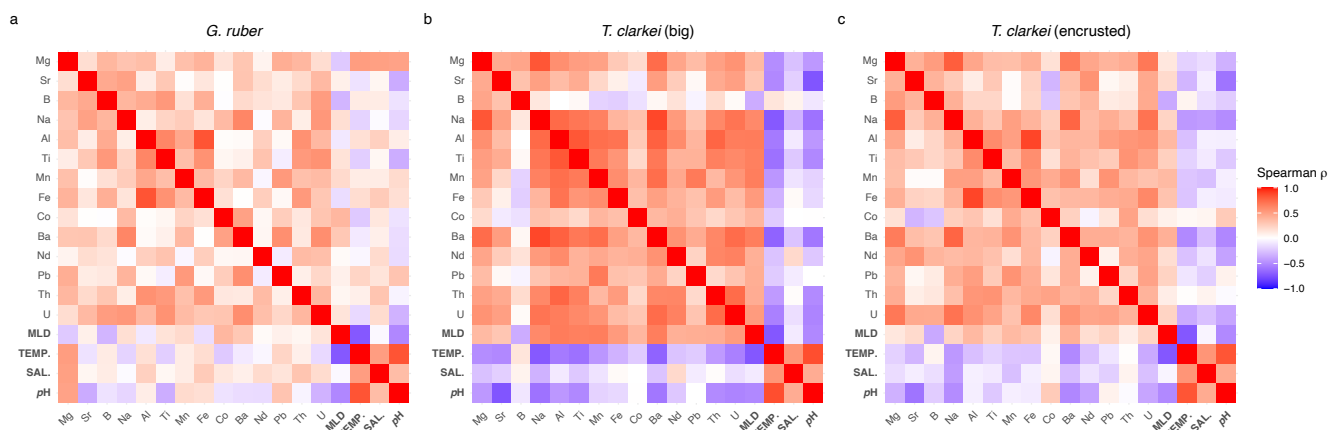 a
G. ruber
b
T. clarkei (big)
c
T. clarkei (encrusted)
Mg
Sr
B
Na
Al
Ti
Mn
Fe
Co
Ba
Nd
Pb
Th
U
MLD
TEMP.
SAL.
pH
Mg Sr B Na Al Ti Mn Fe Co Ba Nd Pb Th U MLD TEMP. SAL. pH
Mg
Sr
B
Na
Al
Ti
Mn
Fe
Co
Ba
Nd
Pb
Th
U
MLD
TEMP.
SAL.
pH
Mg Sr B Na Al Ti Mn Fe Co Ba Nd Pb Th U MLD TEMP. SAL. pH
Mg
Sr
B
Na
Al
Ti
Mn
Fe
Co
Ba
Nd
Pb
Th
U
MLD
TEMP.
SAL.
pH
Mg Sr B Na Al Ti Mn Fe Co Ba Nd Pb Th U MLD TEMP. SAL. pH
Spearman ρ
1.0
0.5
0.0
−0.5
−1.0